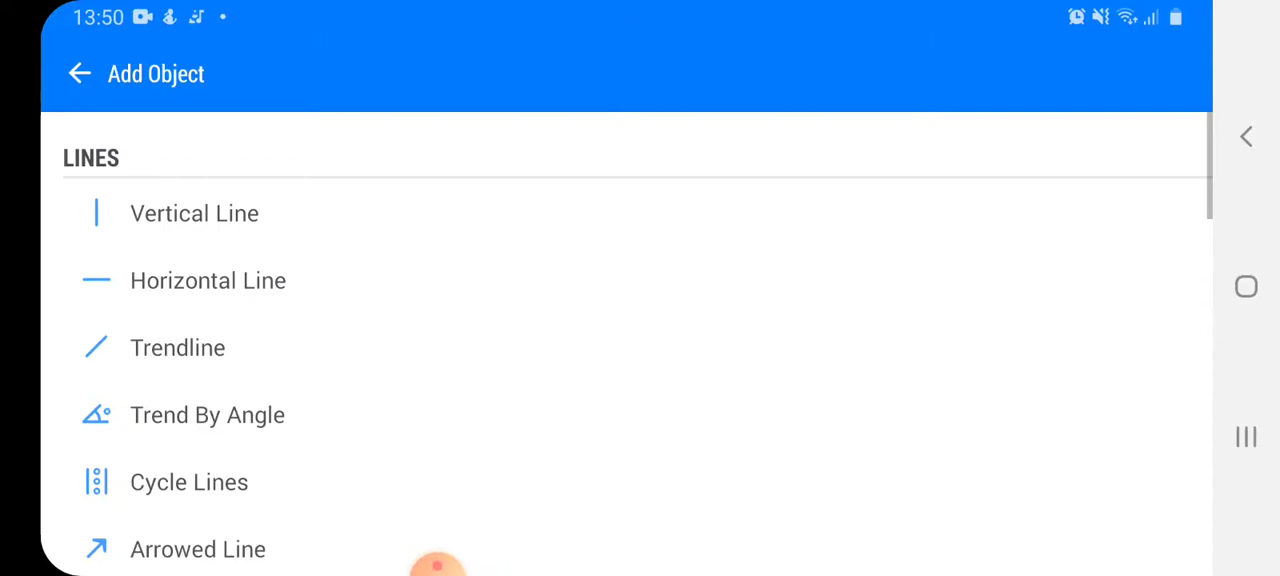 13:50
Add Object
LINES
Vertical Line
Horizontal Line
Trendline
Trend By Angle
Cycle Lines
Arrowed Line